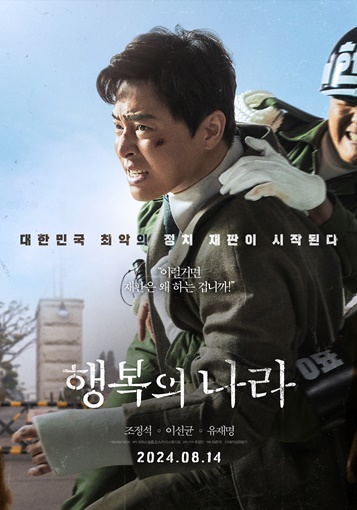 대한민국 최악의 정치 재판이 시작된다
"이럴거면
재판은 왜 하는 겁니까!"
행복의 나라
조정석 이선균 유재명
2024.08.14